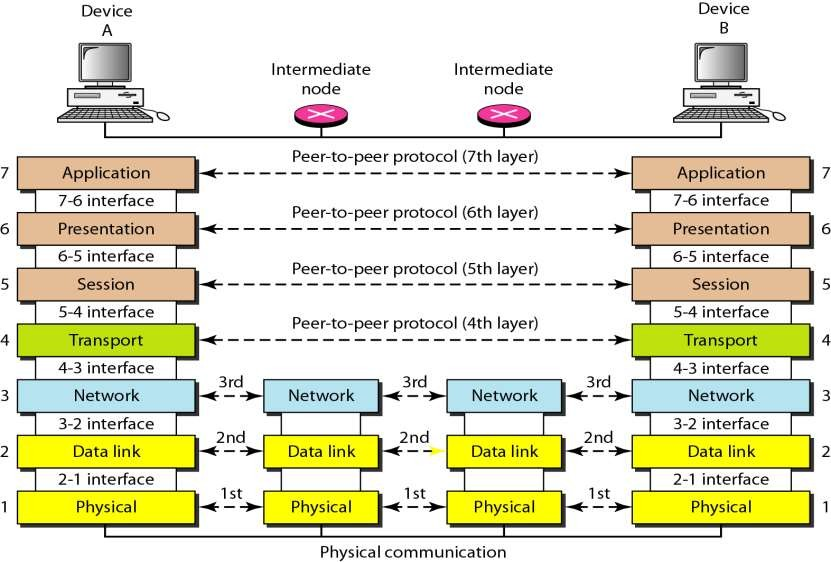 Device
A
Device
B
Intermediate
node
Intermediate
node
7 Application Peer-to-peer protocol (7th layer) Application 7
7-6 interface 7-6 interface
6 Presentation Peer-to-peer protocol (6th layer) Presentation 6
6-5 interface 6-5 interface
5 Session Peer-to-peer protocol (5th layer) Session 5
5-4 interface 5-4 interface
4 Transport Peer-to-peer protocol (4th layer) Transport 4
4-3 interface 4-3 interface
3 Network 3rd Network 3rd Network 3rd Network 3
3-2 interface 3-2 interface
2 Data link 2nd Data link 2nd Data link 2nd Data link 2
2-1 interface 2-1 interface
1 Physical 1st Physical 1st Physical 1st Physical 1
Physical communication